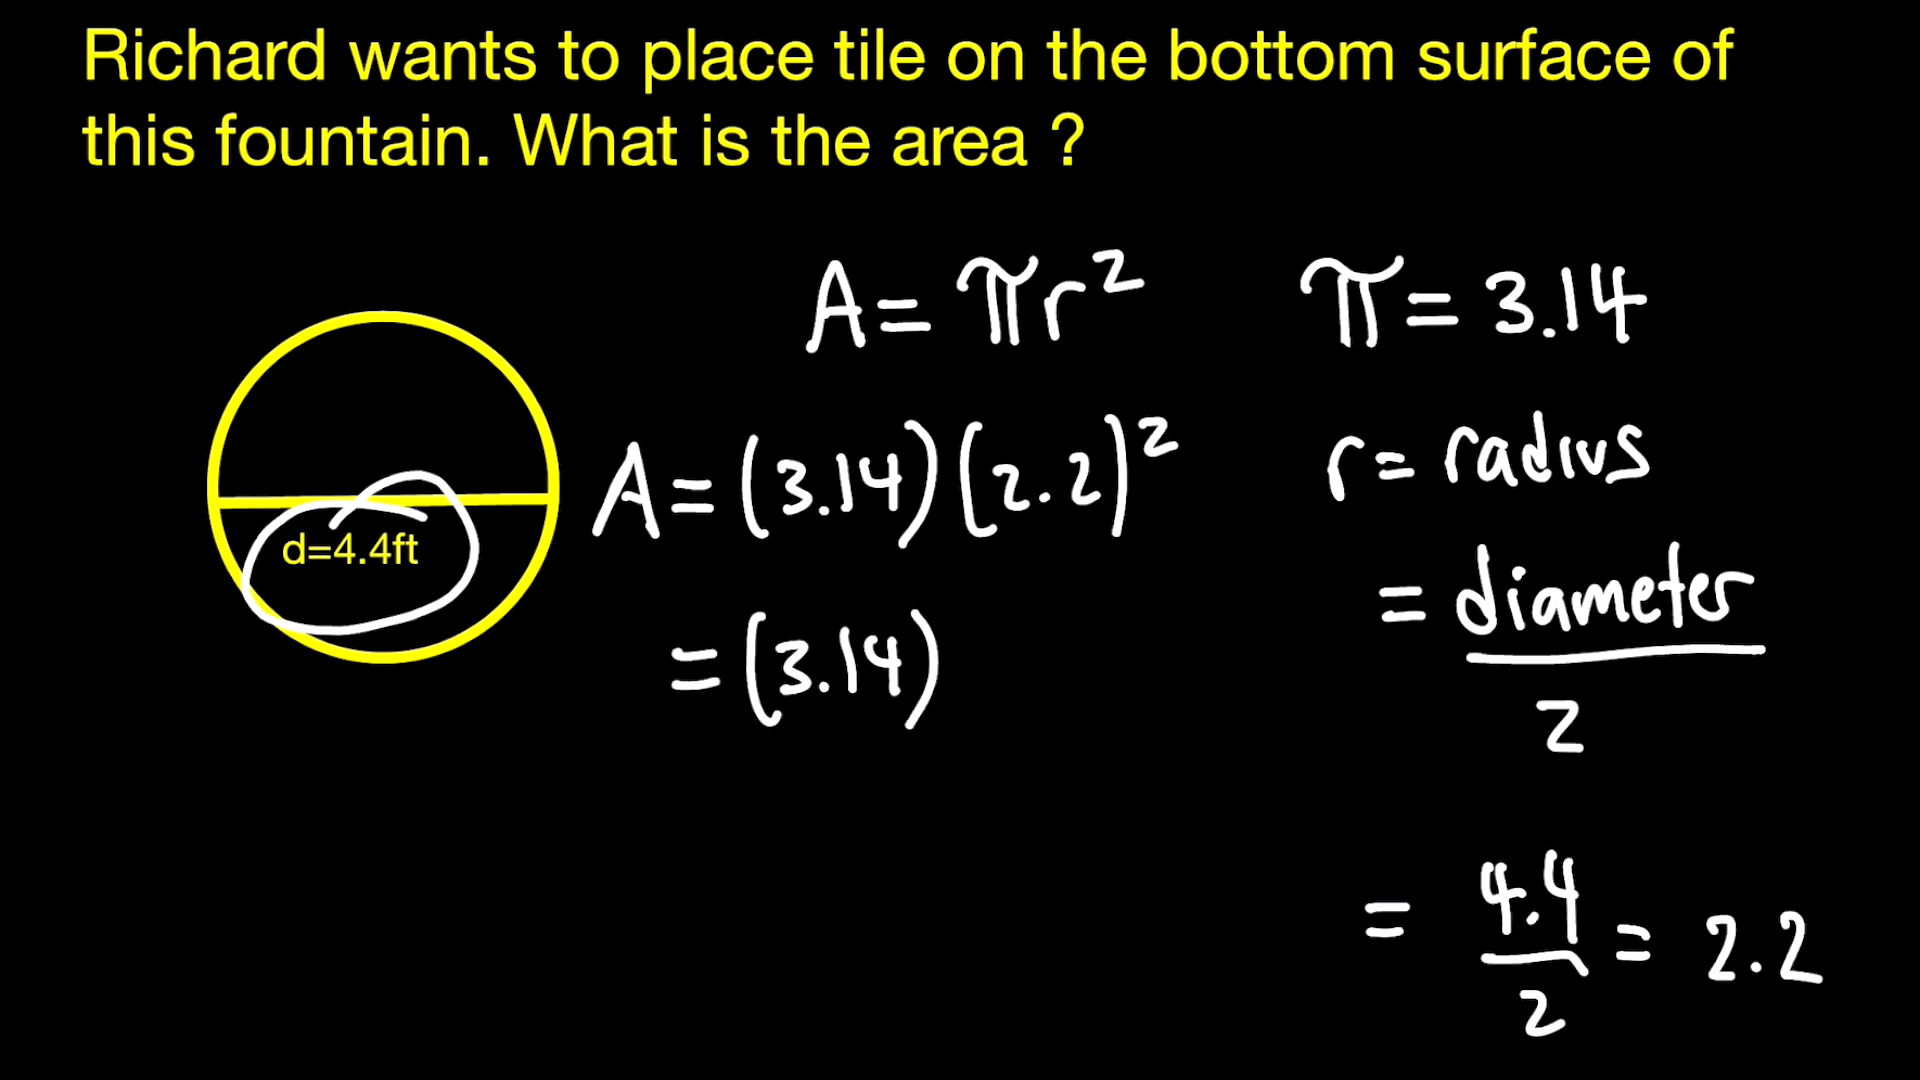 Richard wants to place tile on the bottom surface of
this fountain. What is the area ?
A = πr² π = 3.14
A = (3.14)(2.2)² r = radius
d=4.4ft
= diameter
2
= (3.14)
= 4.4 = 2.2
2